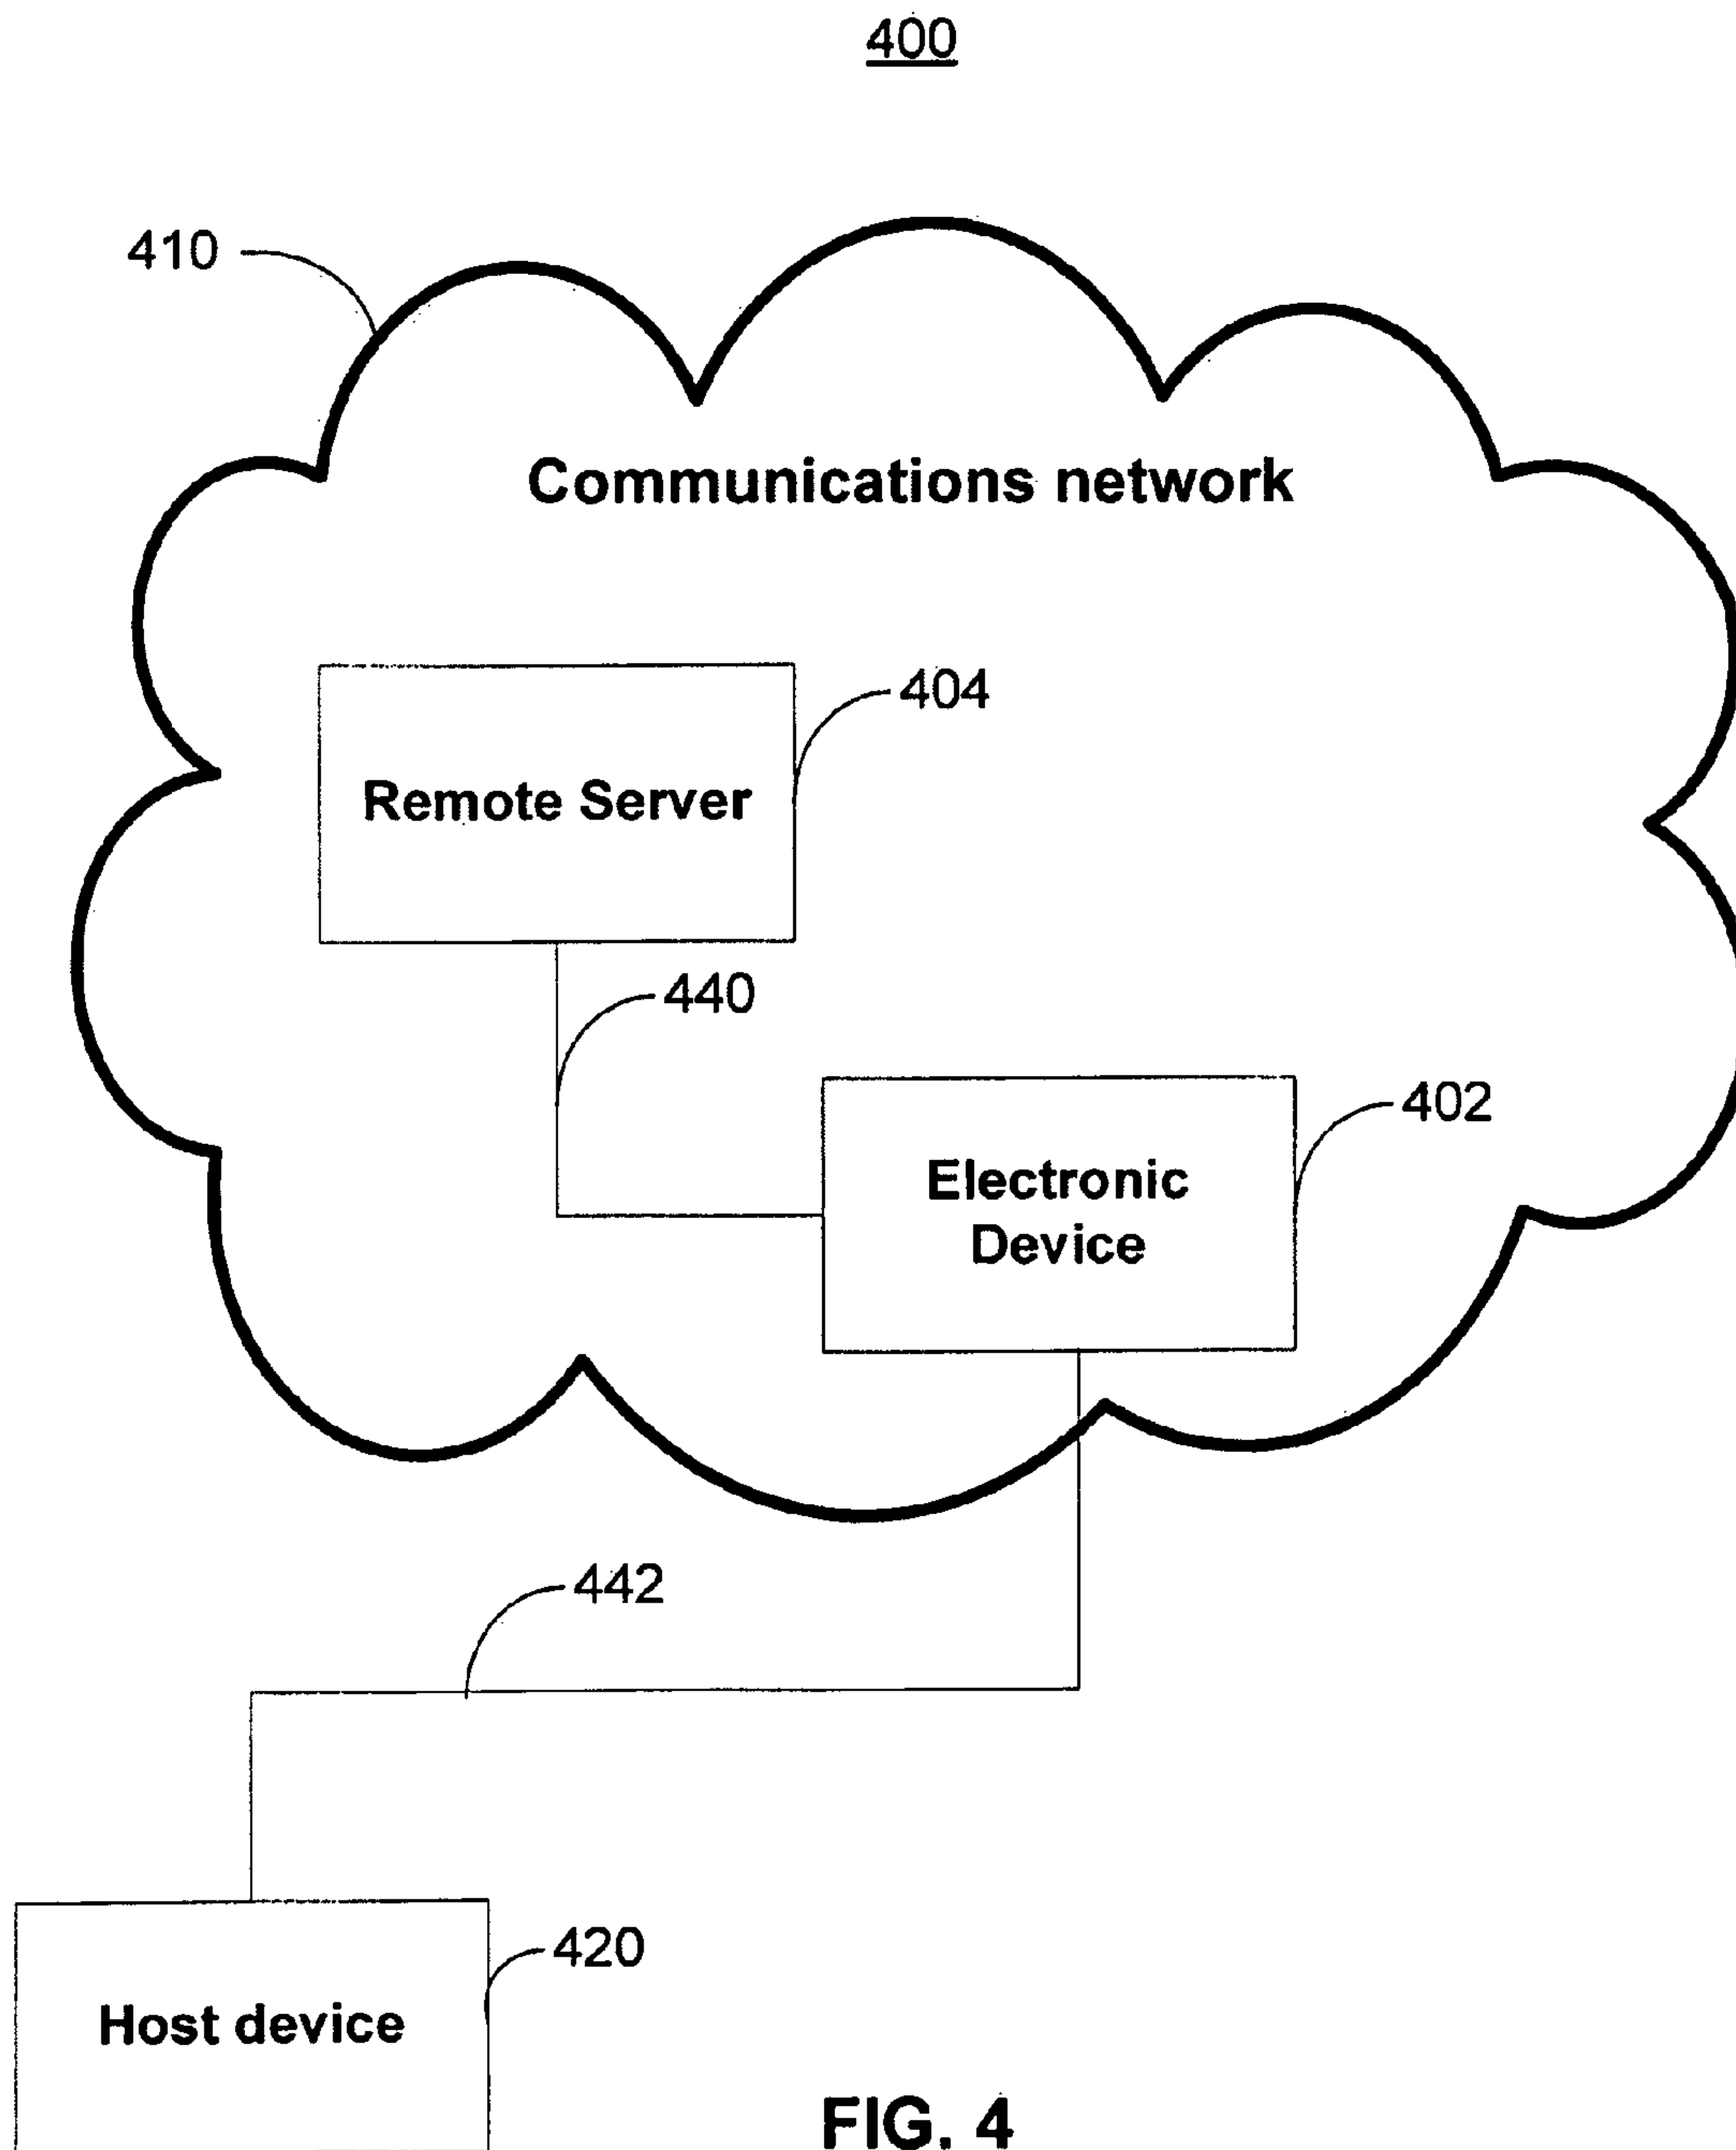 400
410
Communications network
404
Remote Server
440
402
Electronic
Device
442
420
Host device
FIG. 4